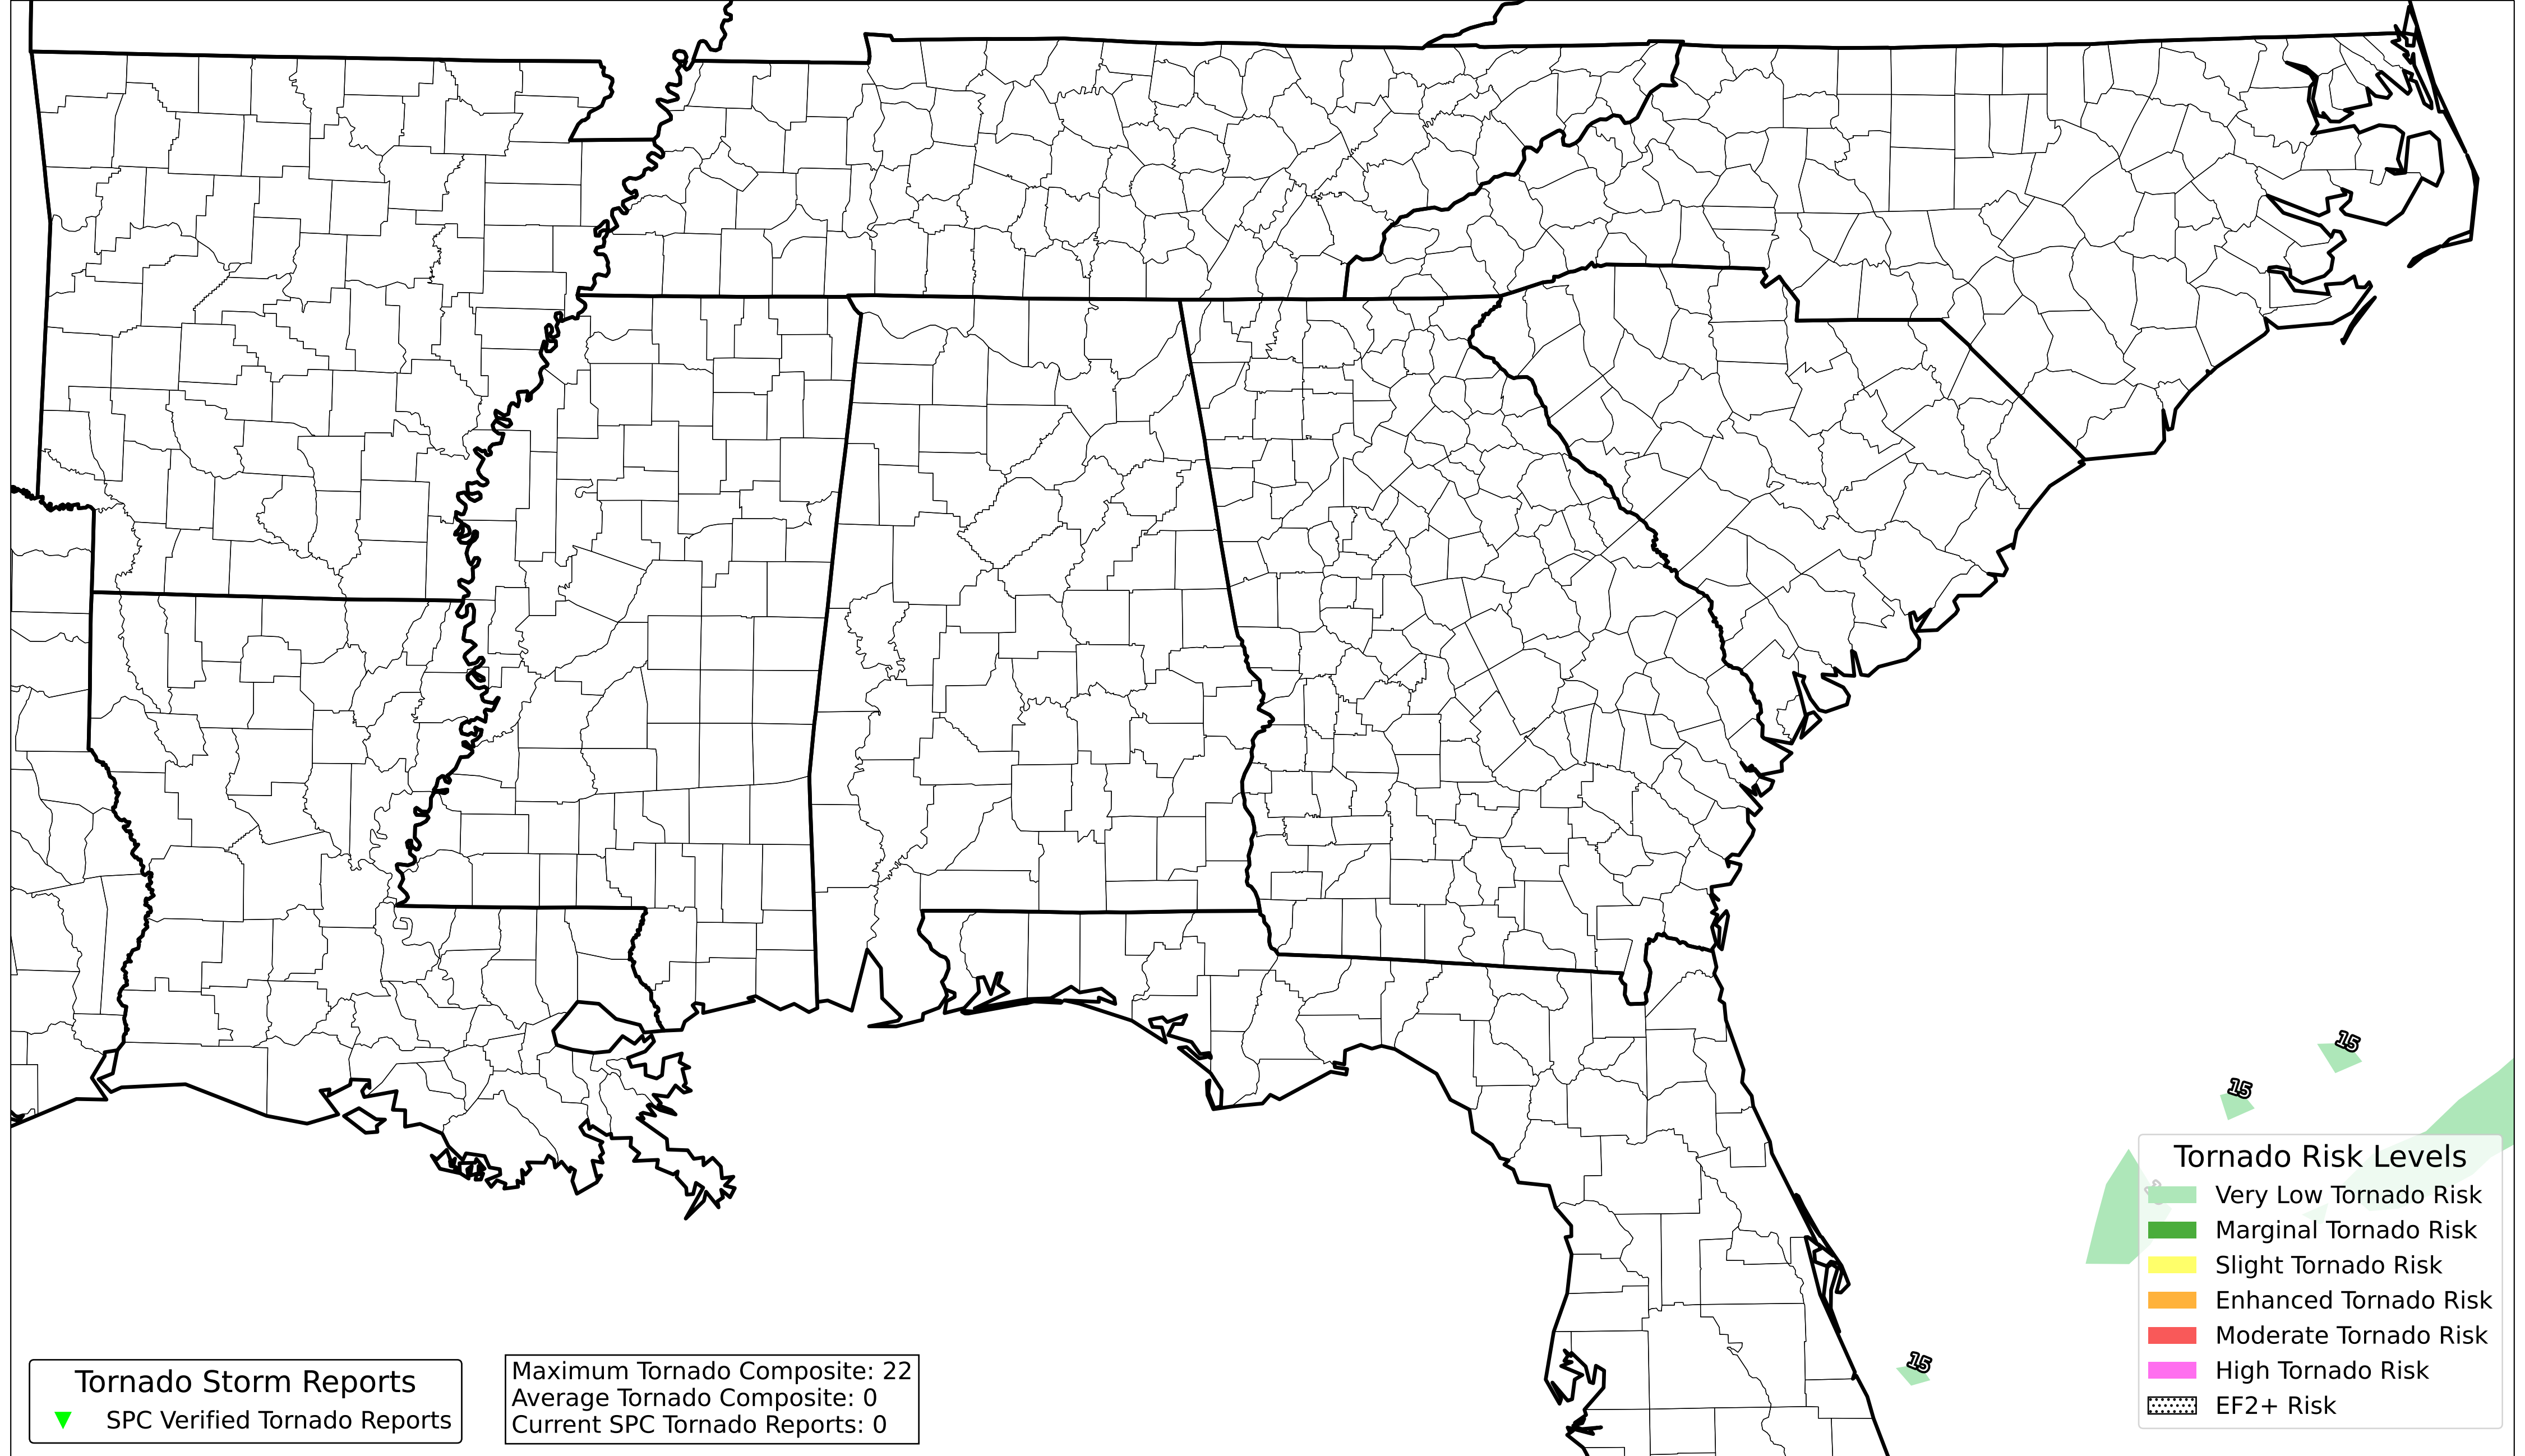 15
15
Tornado Risk Levels
Very Low Tornado Risk
Marginal Tornado Risk
Slight Tornado Risk
Enhanced Tornado Risk
Moderate Tornado Risk
High Tornado Risk
EF2+ Risk
15
Tornado Storm Reports
SPC Verified Tornado Reports
Maximum Tornado Composite: 22
Average Tornado Composite: 0
Current SPC Tornado Reports: 0